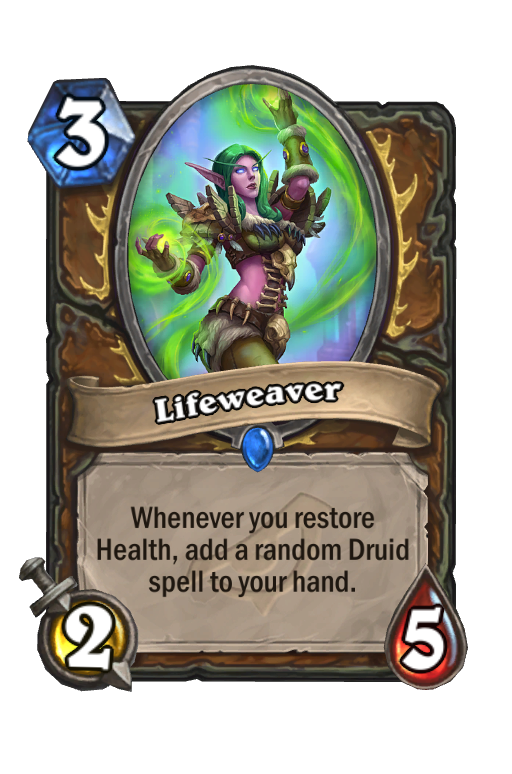 3
Lifeweaver
Whenever you restore
Health, add a random Druid
spell to your hand.
2
5